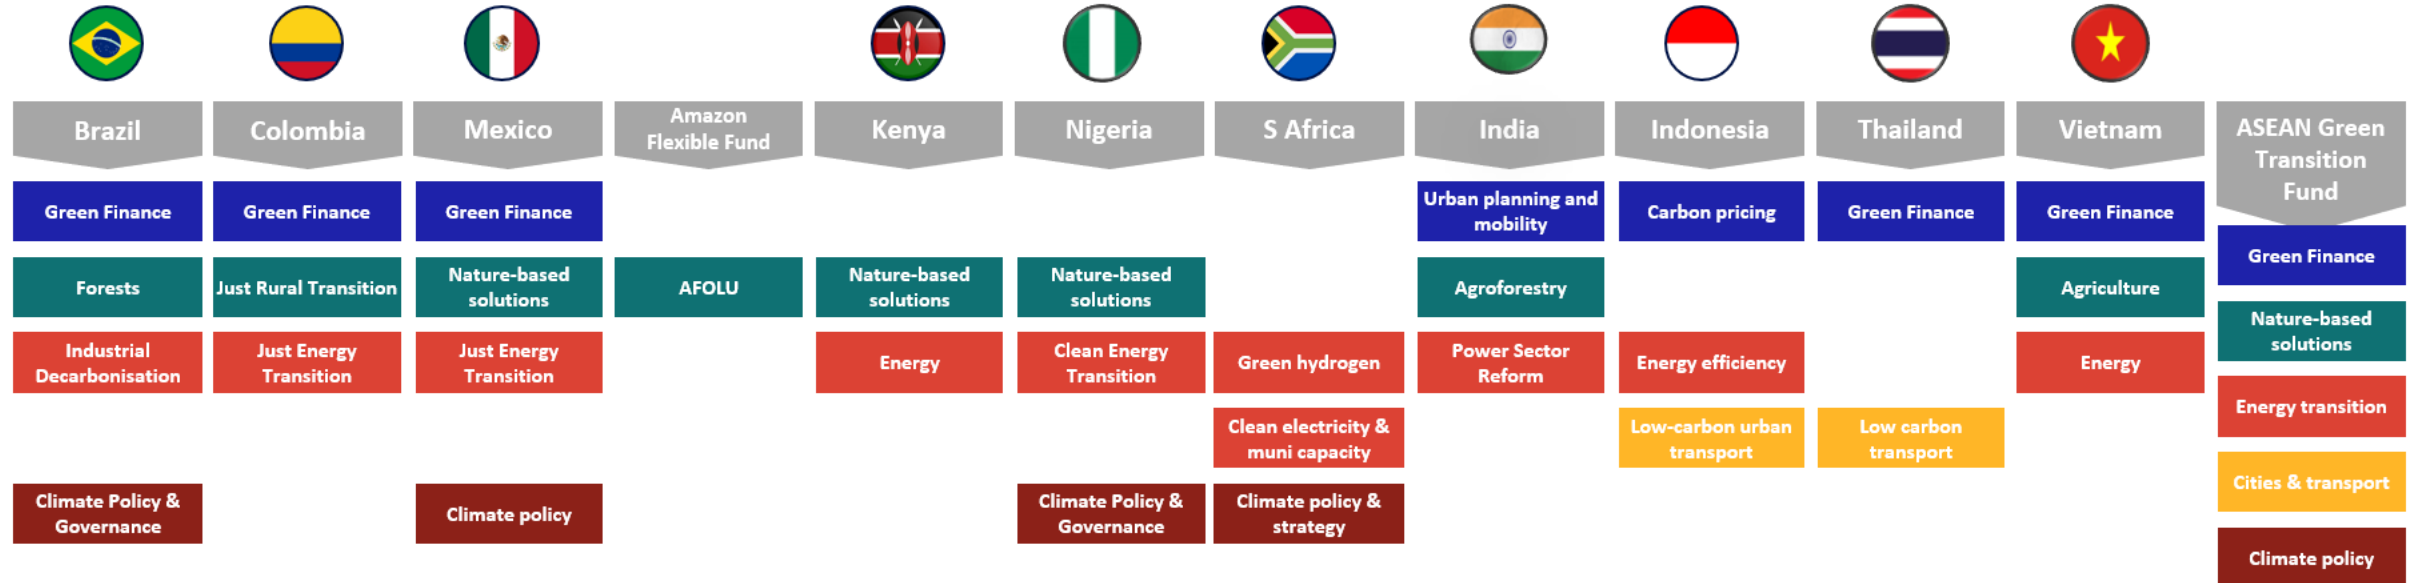 Brazil
Colombia
Mexico
Amazon
Flexible Fund
Kenya
Nigeria
S Africa
India
Indonesia
Thailand
Vietnam
ASEAN Green
Transition
Fund
Green Finance
Green Finance
Green Finance
Urban planning and
mobility
Carbon pricing
Green Finance
Green Finance
Green Finance
Forests
Just Rural Transition
Nature-based
solutions
AFOLU
Nature-based
solutions
Nature-based
solutions
Agroforestry
Agriculture
Nature-based
solutions
Industrial
Decarbonisation
Just Energy
Transition
Just Energy
Transition
Energy
Clean Energy
Transition
Green hydrogen
Power Sector
Reform
Energy efficiency
Energy
Energy transition
Clean electricity &
muni capacity
Low-carbon urban
transport
Low carbon
transport
Cities & transport
Climate Policy &
Governance
Climate policy
Climate Policy &
Governance
Climate policy &
strategy
Climate policy